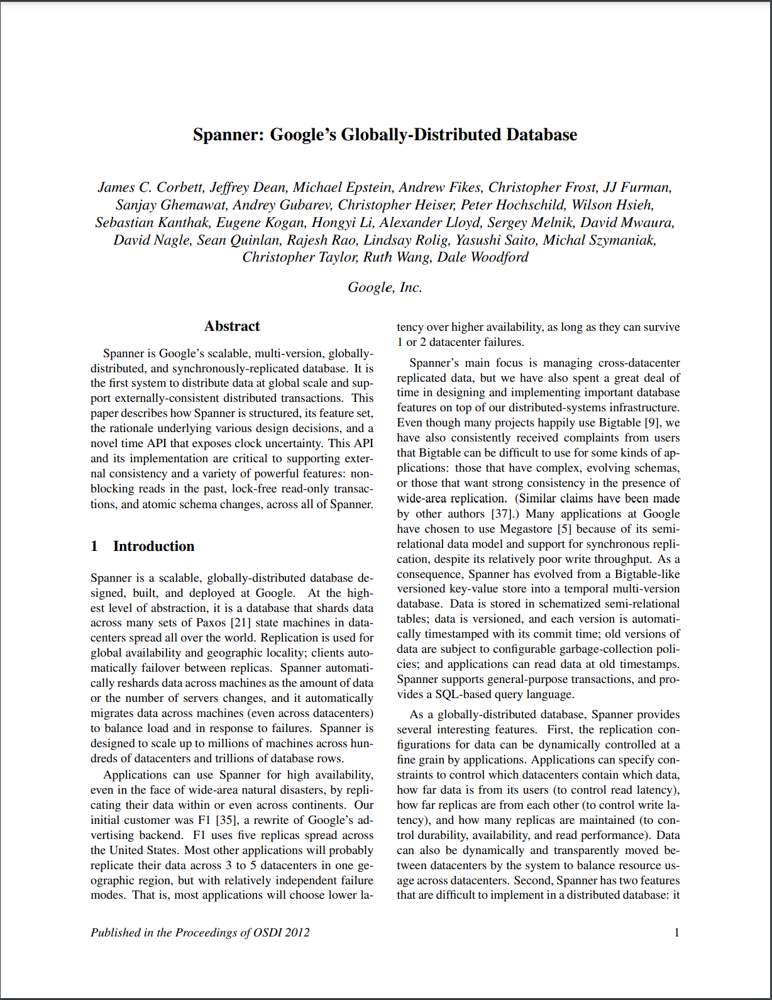 Spanner: Google's Globally-Distributed Database
James C. Corbett, Jeffrey Dean, Michael Epstein, Andrew Fikes, Christopher Frost, JJ Furman,
Sanjay Ghemawat, Andrey Gubarev, Christopher Heiser, Peter Hochschild, Wilson Hsieh,
Sebastian Kanthak, Eugene Kogan, Hongyi Li, Alexander Lloyd, Sergey Melnik, David Mwaura,
David Nagle, Sean Quinlan, Rajesh Rao, Lindsay Rolig, Yasushi Saito, Michal Szymaniak,
Christopher Taylor, Ruth Wang, Dale Woodford
Google, Inc.
Abstract
Spanner is Google's scalable, multi-version, globally-
distributed, and synchronously-replicated database. It is
the first system to distribute data at global scale and sup-
port externally-consistent distributed transactions. This
paper describes how Spanner is structured, its feature set,
the rationale underlying various design decisions, and a
novel time API that exposes clock uncertainty. This API
and its implementation are critical to supporting exter-
nal consistency and a variety of powerful features: non-
blocking reads in the past, lock-free read-only transac-
tions, and atomic schema changes, across all of Spanner.
1 Introduction
Spanner is a scalable, globally-distributed database de-
signed, built, and deployed at Google. At the high-
est level of abstraction, it is a database that shards data
across many sets of Paxos [21] state machines in data-
centers spread all over the world. Replication is used for
global availability and geographic locality; clients auto-
matically failover between replicas. Spanner automati-
cally reshards data across machines as the amount of data
or the number of servers changes, and it automatically
migrates data across machines (even across datacenters)
to balance load and in response to failures. Spanner is
designed to scale up to millions of machines across hun-
dreds of datacenters and trillions of database rows.
Applications can use Spanner for high availability,
even in the face of wide-area natural disasters, by repli-
cating their data within or even across continents. Our
initial customer was F1 [35], a rewrite of Google's ad-
vertising backend. F1 uses five replicas spread across
the United States. Most other applications will probably
replicate their data across 3 to 5 datacenters in one ge-
ographic region, but with relatively independent failure
modes. That is, most applications will choose lower la-
tency over higher availability, as long as they can survive
1 or 2 datacenter failures.
Spanner's main focus is managing cross-datacenter
replicated data, but we have also spent a great deal of
time in designing and implementing important database
features on top of our distributed-systems infrastructure.
Even though many projects happily use Bigtable [9], we
have also consistently received complaints from users
that Bigtable can be difficult to use for some kinds of ap-
plications: those that have complex, evolving schemas,
or those that want strong consistency in the presence of
wide-area replication. (Similar claims have been made
by other authors [37].) Many applications at Google
have chosen to use Megastore [5] because of its semi-
relational data model and support for synchronous repli-
cation, despite its relatively poor write throughput. As a
consequence, Spanner has evolved from a Bigtable-like
versioned key-value store into a temporal multi-version
database. Data is stored in schematized semi-relational
tables; data is versioned, and each version is automati-
cally timestamped with its commit time; old versions of
data are subject to configurable garbage-collection poli-
cies; and applications can read data at old timestamps.
Spanner supports general-purpose transactions, and pro-
vides a SQL-based query language.
As a globally-distributed database, Spanner provides
several interesting features. First, the replication con-
figurations for data can be dynamically controlled at a
fine grain by applications. Applications can specify con-
straints to control which datacenters contain which data,
how far data is from its users (to control read latency),
how far replicas are from each other (to control write la-
tency), and how many replicas are maintained (to con-
trol durability, availability, and read performance). Data
can also be dynamically and transparently moved be-
tween datacenters by the system to balance resource us-
age across datacenters. Second, Spanner has two features
that are difficult to implement in a distributed database: it
Published in the Proceedings of OSDI 2012
1